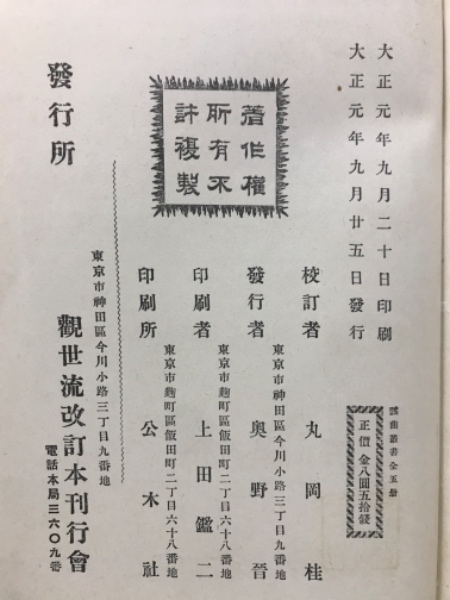 大正元年九月二十日印刷
大正元年九月廿五日發行
謠曲叢書全五册
正價 金八圓五拾錢
著作權
所有不
許複製
校訂者 丸岡桂
東京市神田區今川小路三丁目九番地
發行者 奥野晉
東京市麹町區飯田町二丁目六十八番地
印刷者 上田鑑二
東京市麹町區飯田町二丁目六十八番地
印刷所 公木社
發行所
東京市神田區今川小路三丁目九番地
觀世流改訂本刊行會
電話本局三六〇九番